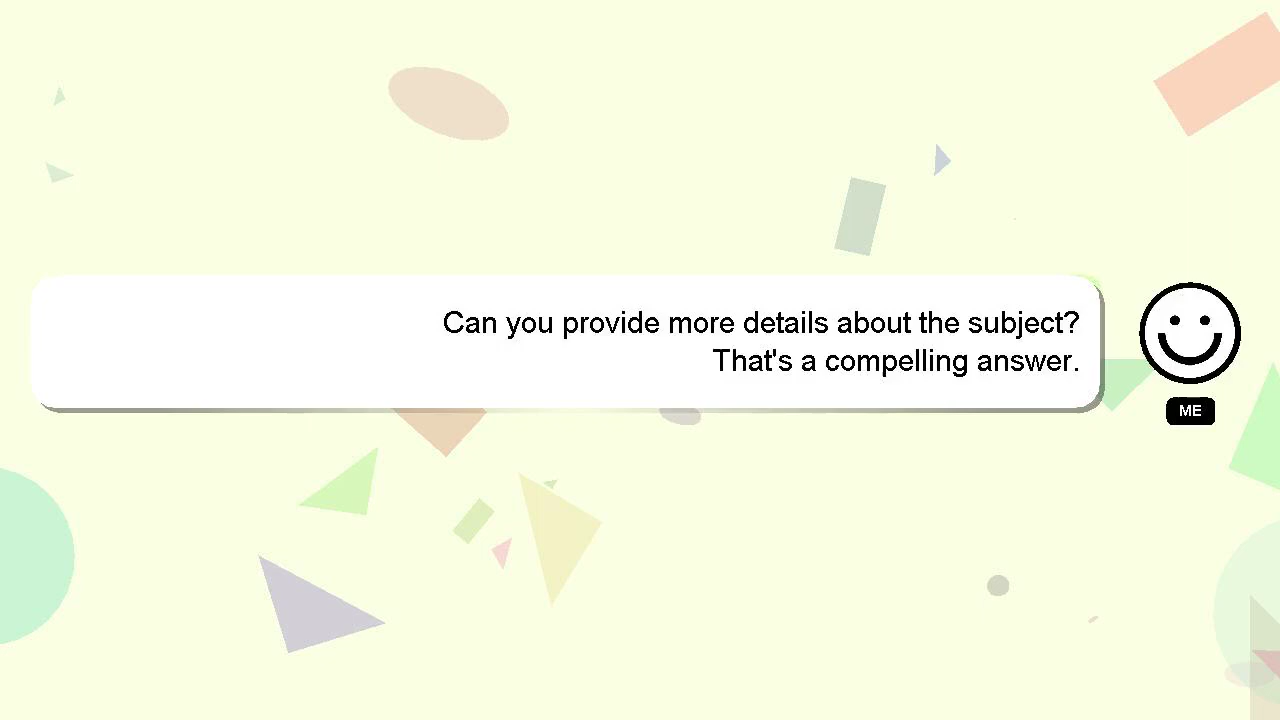 Can you provide more details about the subject?
That's a compelling answer.
ME